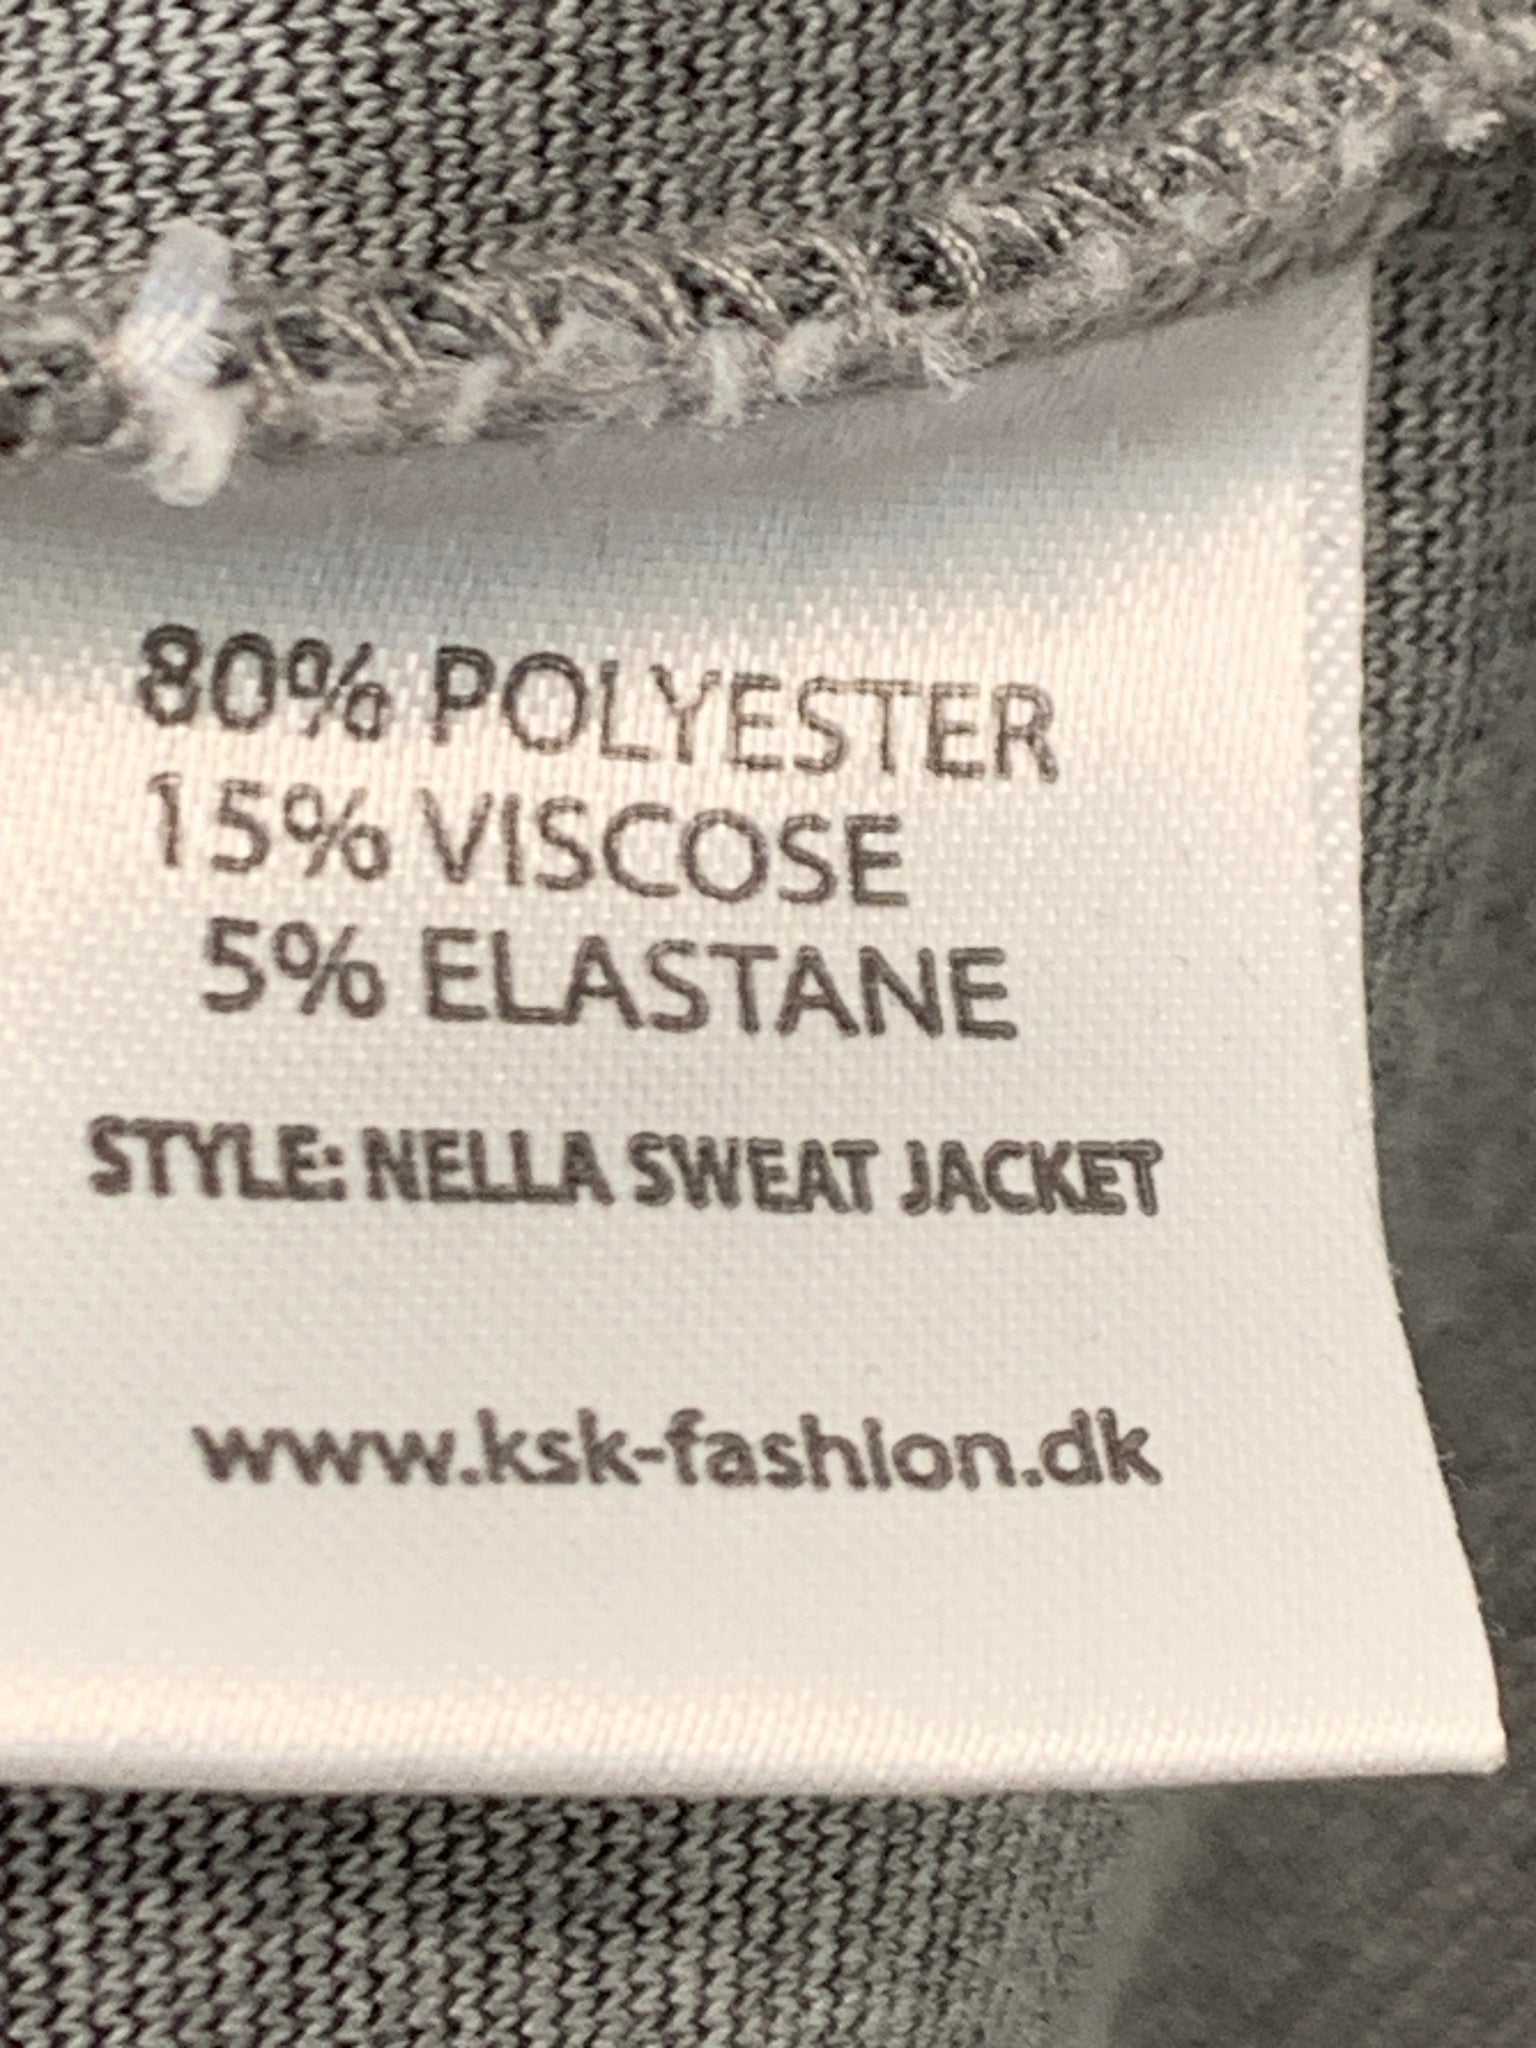 80% POLYESTER
15% VISCOSE
5% ELASTANE
STYLE: NELLA SWEAT JACKET
www.ksk-fashion.dk